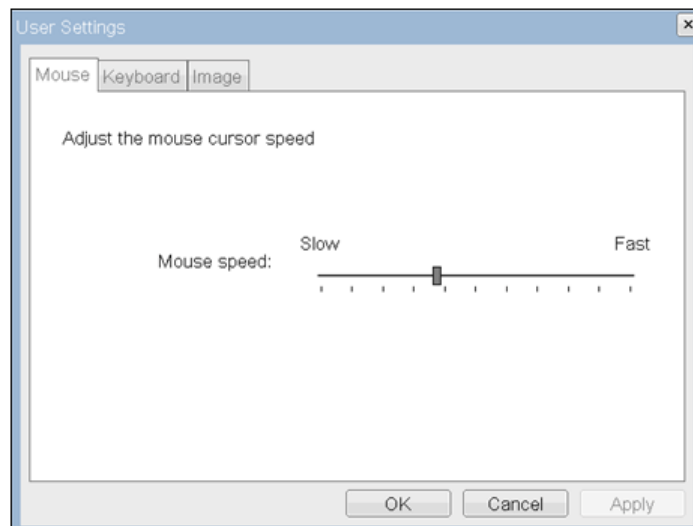 User Settings
Mouse Keyboard Image
Adjust the mouse cursor speed
Slow Fast
Mouse speed:
OK Cancel Apply